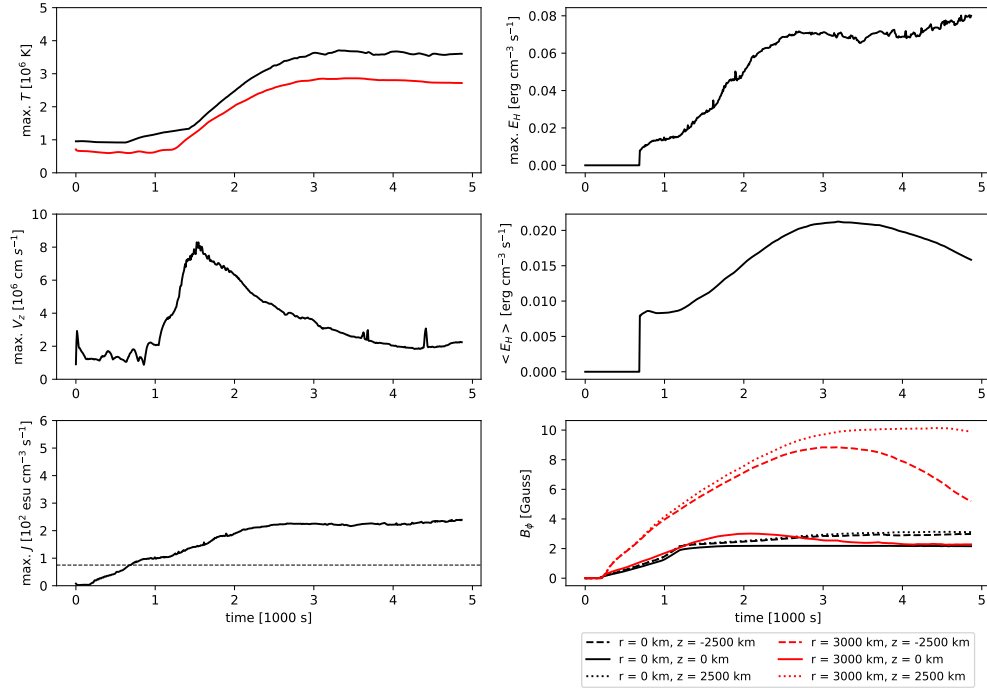 max. T [10⁶ K]
5
4
3
2
1
0
0 1 2 3 4 5
max. E_H [erg cm⁻³ s⁻¹]
0.08
0.06
0.04
0.02
0.00
0 1 2 3 4 5
max. V_z [10⁶ cm s⁻¹]
10
8
6
4
2
0
0 1 2 3 4 5
< E_H > [erg cm⁻³ s⁻¹]
0.020
0.015
0.010
0.005
0.000
0 1 2 3 4 5
max. J [10² esu cm⁻³ s⁻¹]
6
5
4
3
2
1
0
0 1 2 3 4 5
time [1000 s]
B_ϕ [Gauss]
10
8
6
4
2
0
0 1 2 3 4 5
time [1000 s]
r = 0 km, z = -2500 km
r = 0 km, z = 0 km
r = 0 km, z = 2500 km
r = 3000 km, z = -2500 km
r = 3000 km, z = 0 km
r = 3000 km, z = 2500 km